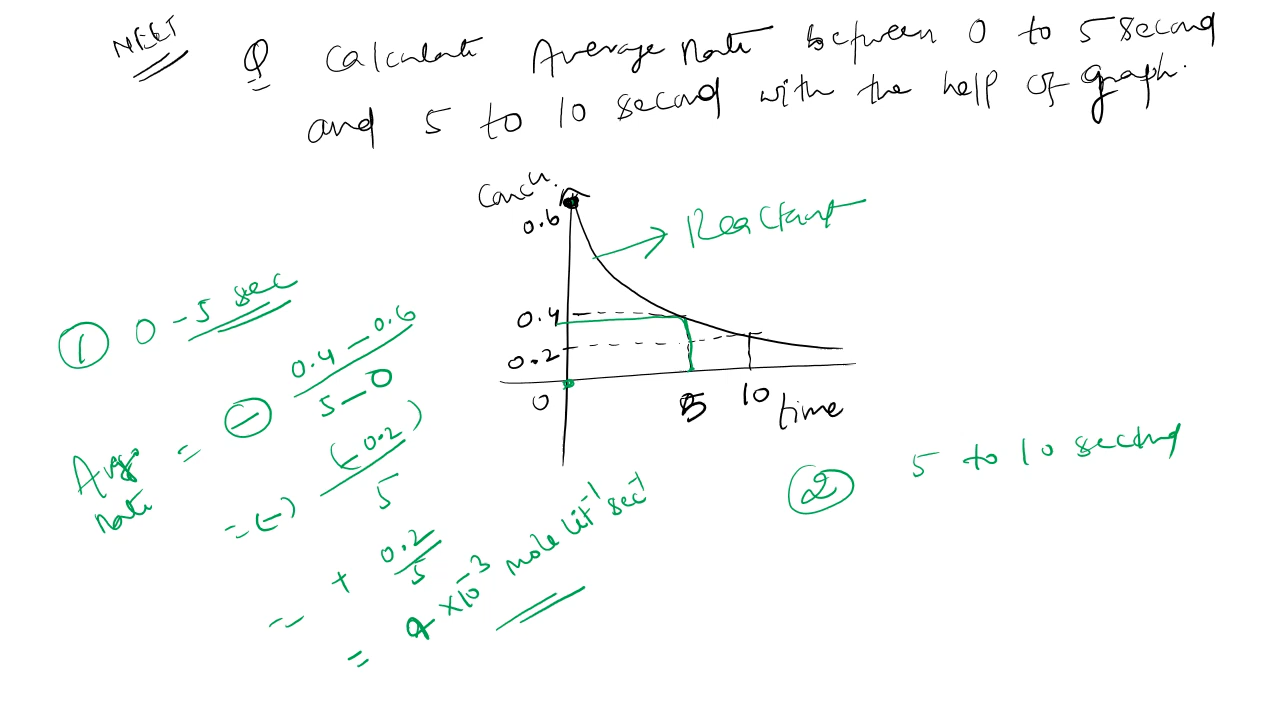 NEET
Q Calculate Average Rate between 0 to 5 second
and 5 to 10 second with the help of graph.
Concn.
0.6
Reactant
0.4
0.2
0
5
10
time
① 0-5 sec
Avg rate = ⊖ 0.4-0.6 / 5-0
= (-) (-0.2) / 5
= + 0.2 / 5
= 4 ×10⁻³ mole lit⁻¹ sec⁻¹
② 5 to 10 second